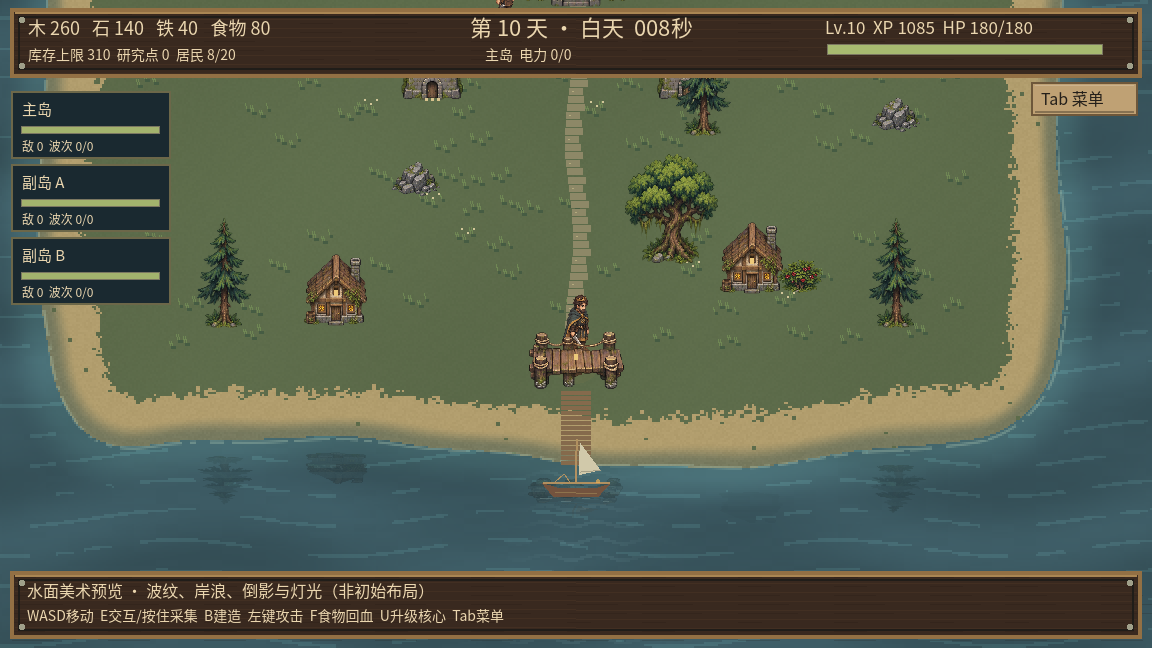 木 260 石 140 铁 40 食物 80
库存上限 310 研究点 0 居民 8/20
第 10 天 · 白天 008秒
主岛 电力 0/0
Lv.10 XP 1085 HP 180/180
Tab 菜单
主岛
敌 0 波次 0/0
副岛 A
敌 0 波次 0/0
副岛 B
敌 0 波次 0/0
水面美术预览 · 波纹、岸浪、倒影与灯光（非初始布局）
WASD移动 E交互/按住采集 B建造 左键攻击 F食物回血 U升级核心 Tab菜单